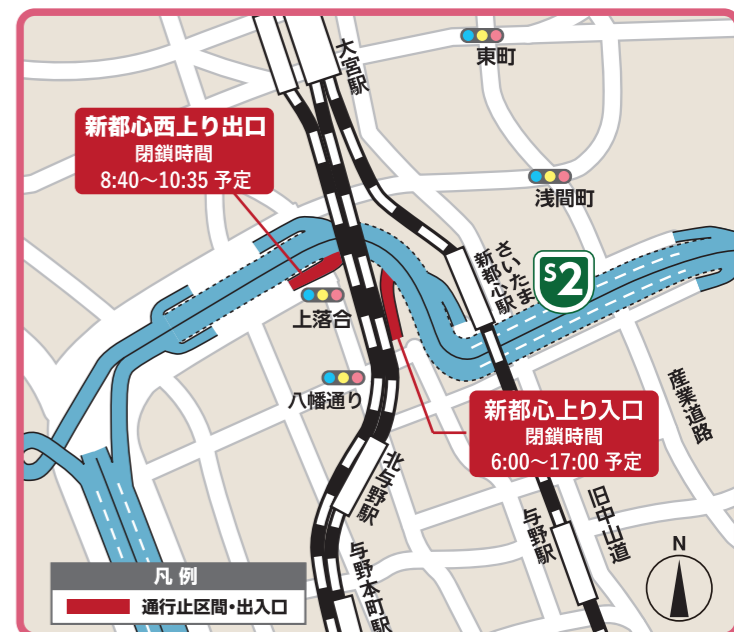 大宮駅
東町
新都心西上り出口
閉鎖時間
8:40〜10:35 予定
浅間町
さいたま
新都心駅
S2
上落合
八幡通り
新都心上り入口
閉鎖時間
6:00〜17:00 予定
産業道路
北与野駅
旧中山道
与野駅
与野本町駅
N
凡例
通行止区間・出入口